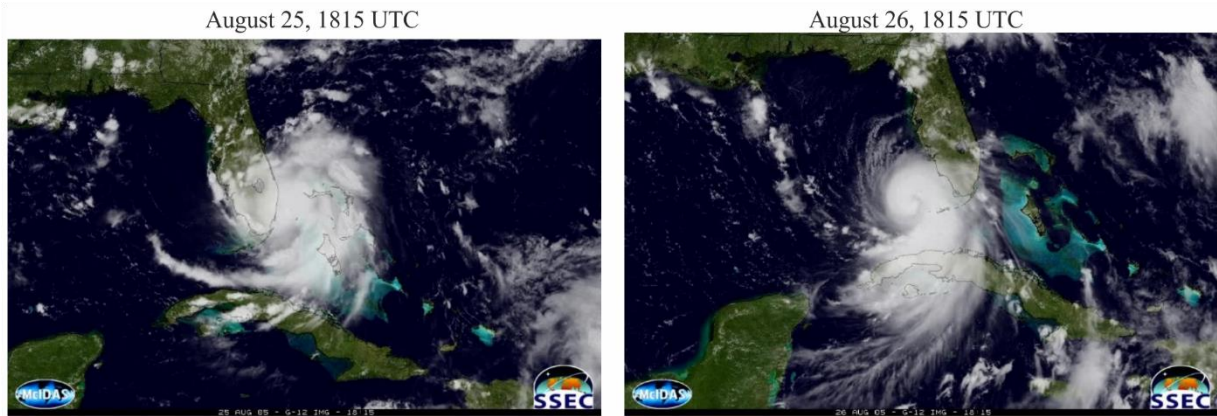 August 25, 1815 UTC
August 26, 1815 UTC
McIDAS
SSEC
25 AUG 05 - G-12 IMG - 18:15
McIDAS
SSEC
26 AUG 05 - G-12 IMG - 18:15